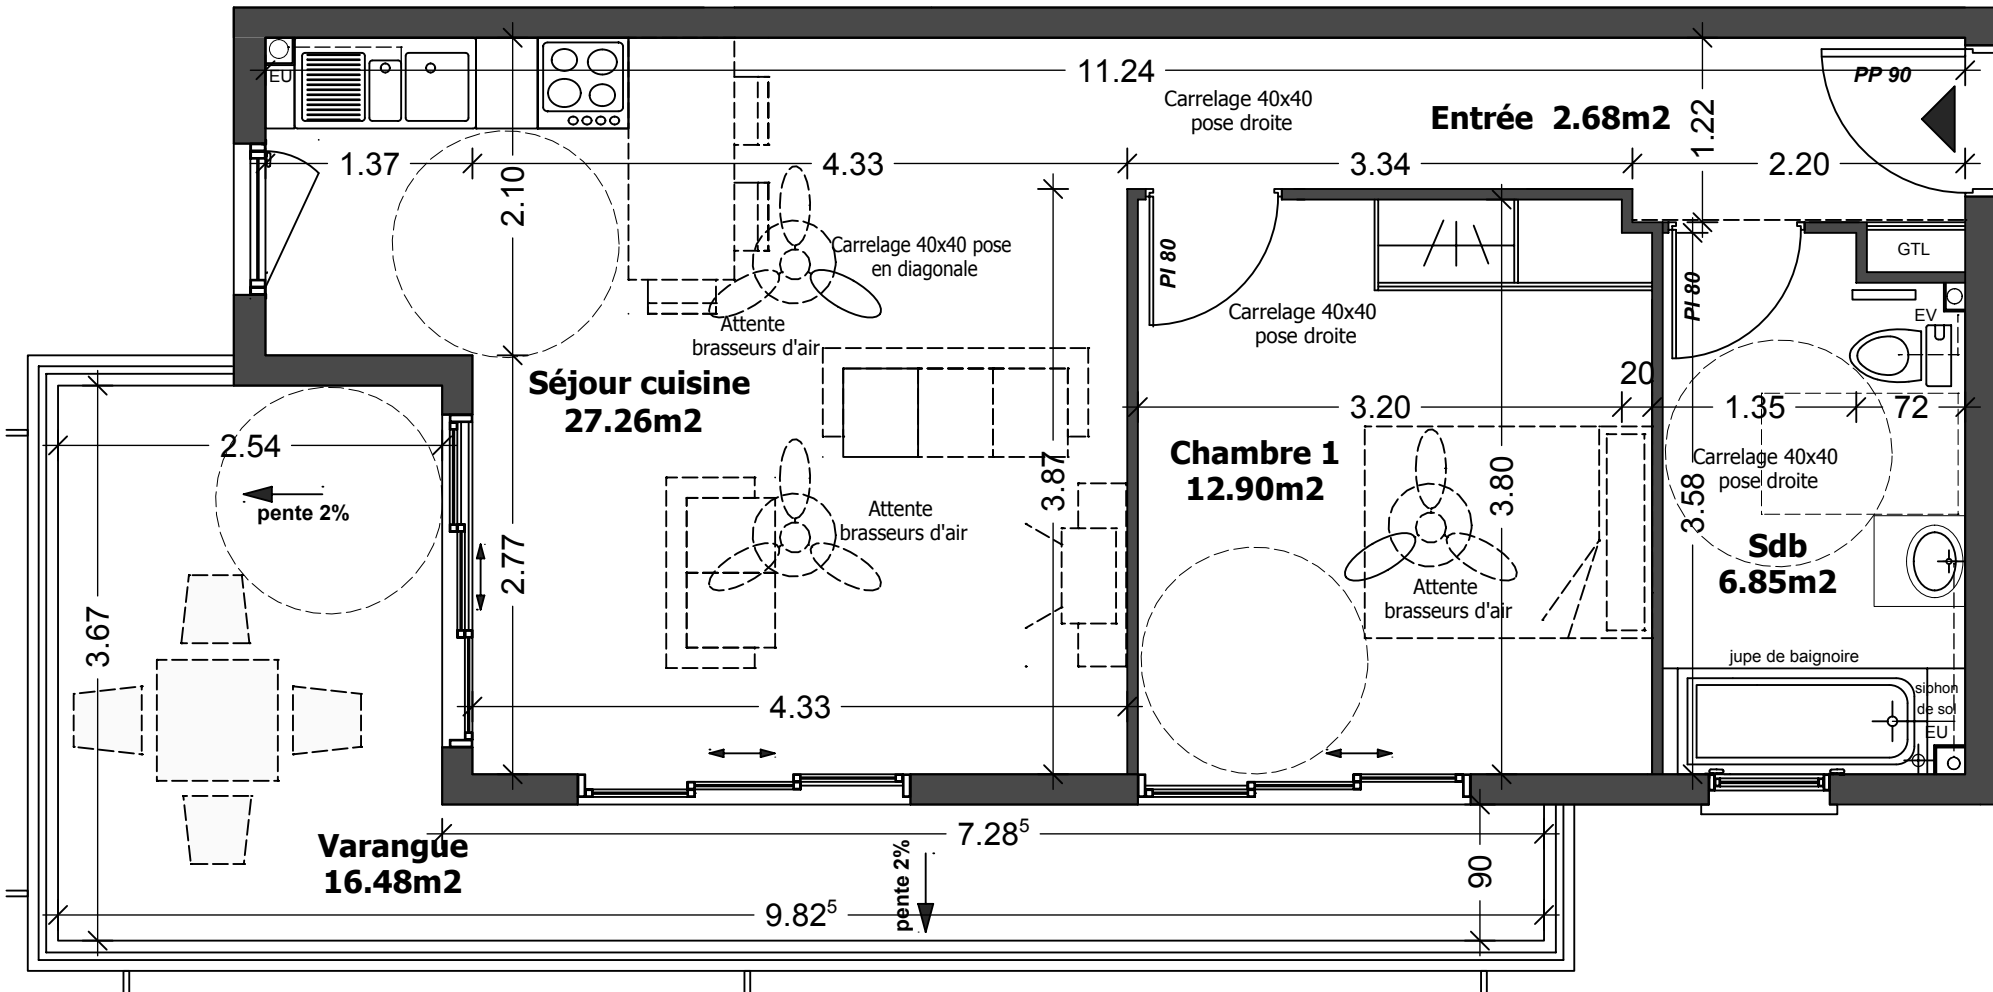 EU
11.24
PP 90
Carrelage 40x40
pose droite
Entrée 2.68m2
1.22
1.37
4.33
3.34
2.20
2.10
Carrelage 40x40 pose
en diagonale
PI 80
PI 80
GTL
EV
Attente
brasseurs d'air
Carrelage 40x40
pose droite
Séjour cuisine
27.26m2
20
3.20
1.35
72
2.54
pente 2%
3.87
Chambre 1
12.90m2
3.80
Carrelage 40x40
pose droite
3.58
Attente
brasseurs d'air
2.77
Sdb
6.85m2
Attente
brasseurs d'air
3.67
jupe de baignoire
siphon
de sol
EU
4.33
Varangue
16.48m2
7.28⁵
pente 2%
90
9.82⁵